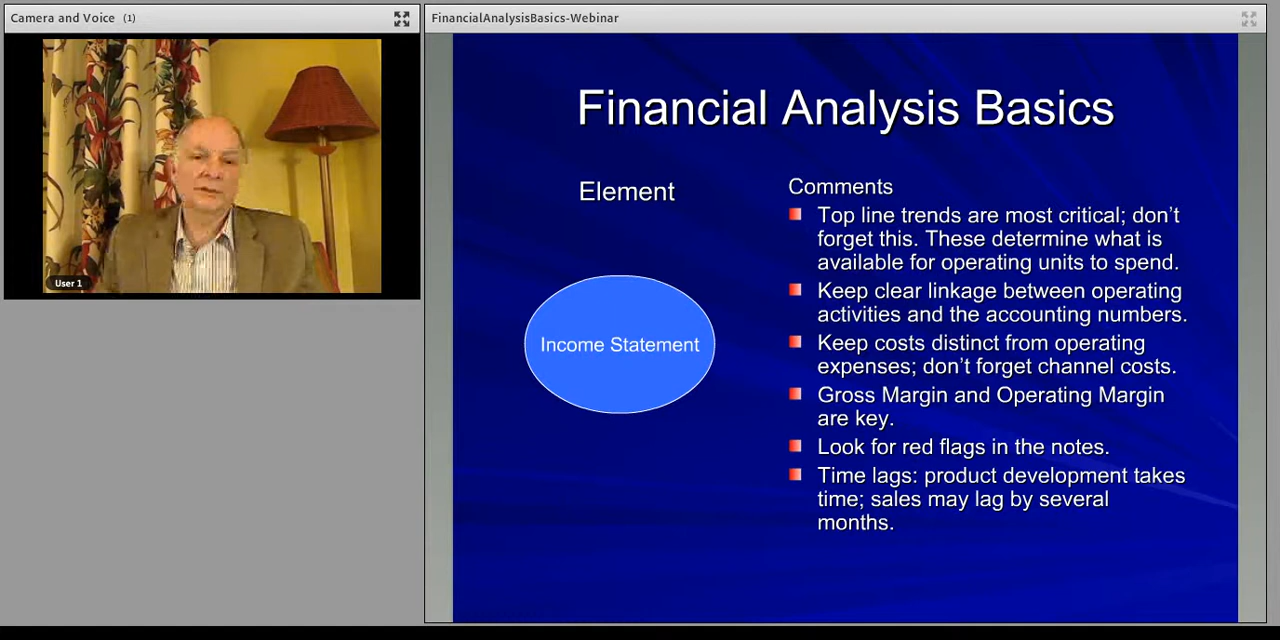 Camera and Voice (1)
User 1
FinancialAnalysisBasics-Webinar
Financial Analysis Basics
Element
Income Statement
Comments
Top line trends are most critical; don’t
forget this. These determine what is
available for operating units to spend.
Keep clear linkage between operating
activities and the accounting numbers.
Keep costs distinct from operating
expenses; don’t forget channel costs.
Gross Margin and Operating Margin
are key.
Look for red flags in the notes.
Time lags: product development takes
time; sales may lag by several
months.